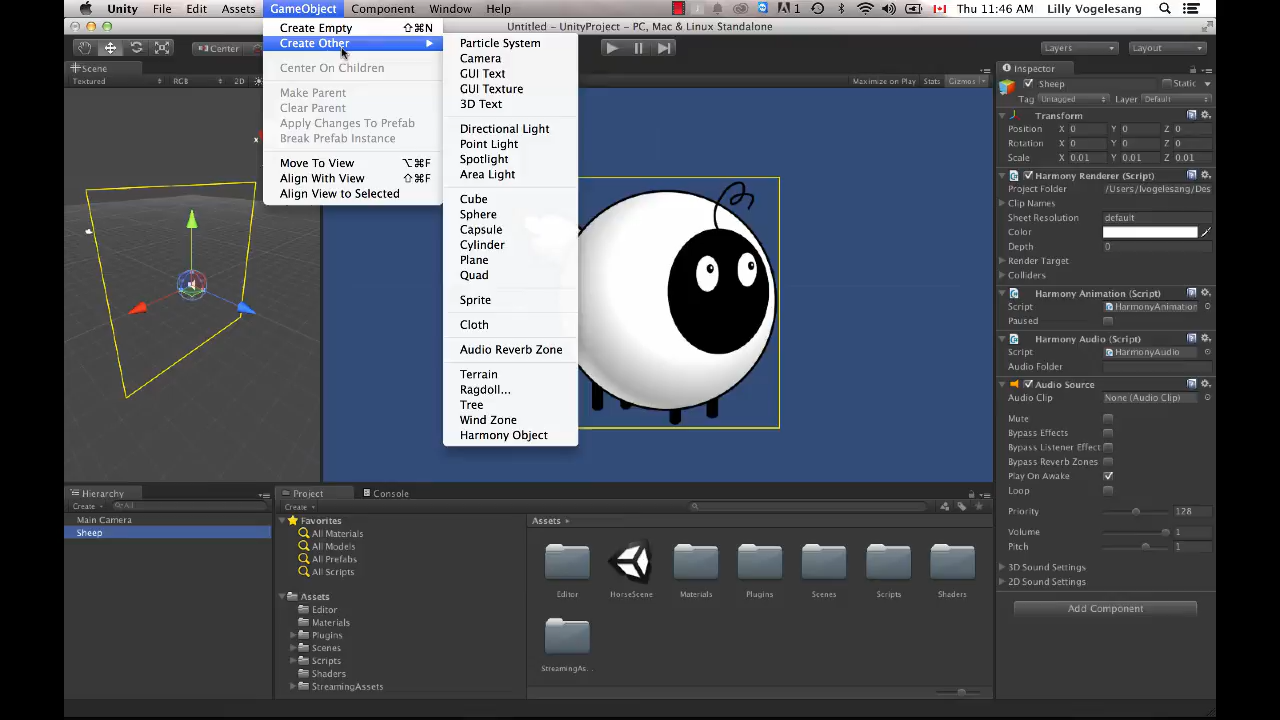 Unity File Edit Assets GameObject Component Window Help 1 Thu 11:46 AM Lilly Vogelesang
Untitled - UnityProject - PC, Mac & Linux Standalone
Center
Layers Layout
Create Empty ⇧⌘N
Create Other
Center On Children
Make Parent
Clear Parent
Apply Changes To Prefab
Break Prefab Instance
Move To View ⌥⌘F
Align With View ⇧⌘F
Align View to Selected
Particle System
Camera
GUI Text
GUI Texture
3D Text
Directional Light
Point Light
Spotlight
Area Light
Cube
Sphere
Capsule
Cylinder
Plane
Quad
Sprite
Cloth
Audio Reverb Zone
Terrain
Ragdoll...
Tree
Wind Zone
Harmony Object
Scene
Textured RGB 2D
Maximize on Play Stats Gizmos
Inspector
Sheep Static
Tag Untagged Layer Default
Transform
Position X 0 Y 0 Z 0
Rotation X 0 Y 0 Z 0
Scale X 0.01 Y 0.01 Z 0.01
Harmony Renderer (Script)
Project Folder /Users/lvogelesang/Des
Clip Names
Sheet Resolution default
Color
Depth 0
Render Target
Colliders
Harmony Animation (Script)
Script HarmonyAnimation
Paused
Harmony Audio (Script)
Script HarmonyAudio
Audio Folder
Audio Source
Audio Clip None (Audio Clip)
Mute
Bypass Effects
Bypass Listener Effect
Bypass Reverb Zones
Play On Awake
Loop
Priority 128
Volume 1
Pitch 1
3D Sound Settings
2D Sound Settings
Add Component
Hierarchy
Create All
Main Camera
Sheep
Project Console
Create
Favorites
All Materials
All Models
All Prefabs
All Scripts
Assets
Editor
Materials
Plugins
Scenes
Scripts
Shaders
StreamingAssets
Assets
Editor HorseScene Materials Plugins Scenes Scripts Shaders
StreamingAs...